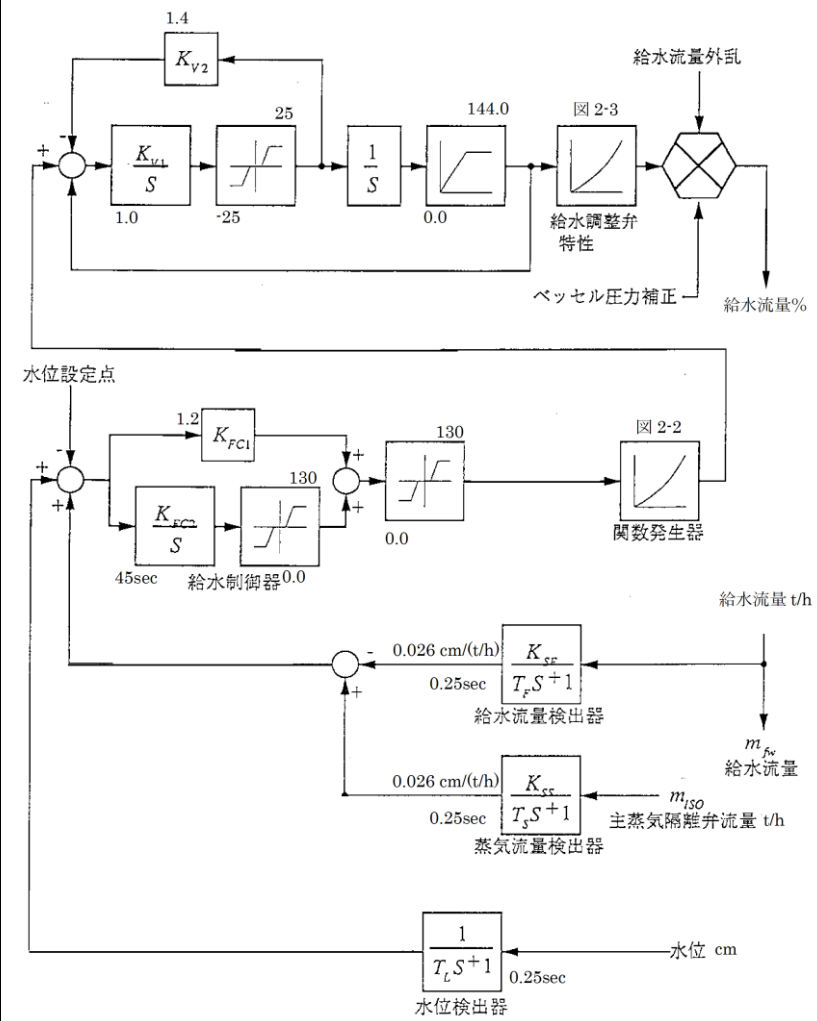 1.4
K_{V2}
給水流量外乱
25
144.0
図 2-3
-
+
K_{V1}
S
1
S
1.0
-25
0.0
給水調整弁
特性
ベッセル圧力補正
給水流量%
水位設定点
1.2
K_{FC1}
130
図 2-2
-
+
+
130
+
+
K_{FC2}
S
0.0
関数発生器
45sec
給水制御器
0.0
給水流量 t/h
0.026 cm/(t/h)
-
K_{SF}
T_F S+1
0.25sec
+
給水流量検出器
m_{fw}
給水流量
0.026 cm/(t/h)
K_{SS}
T_S S+1
m_{ISO}
0.25sec
主蒸気隔離弁流量 t/h
蒸気流量検出器
1
T_L S+1
水位 cm
0.25sec
水位検出器